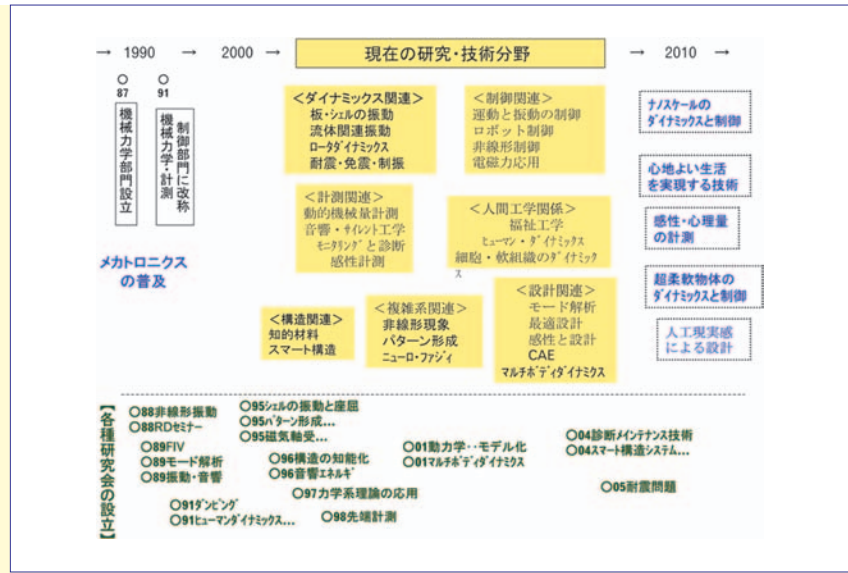 → 1990 → 2000 → 現在の研究・技術分野 → 2010 →
○
87
機械力学部門設立
○
91
機械力学・計測
制御部門に改称
メカトロニクス
の普及
<ダイナミックス関連>
板・シェルの振動
流体関連振動
ロータダイナミックス
耐震・免震・制振
<制御関連>
運動と振動の制御
ロボット制御
非線形制御
電磁力応用
<計測関連>
動的機械量計測
音響・サイレント工学
モニタリングと診断
感性計測
<人間工学関係>
福祉工学
ヒューマン・ダイナミックス
細胞・軟組織のダイナミック
ス
<構造関連>
知的材料
スマート構造
<複雑系関連>
非線形現象
パターン形成
ニューロ・ファジィ
<設計関連>
モード解析
最適設計
感性と設計
CAE
マルチボディダイナミクス
ナノスケールの
ダイナミックスと制御
心地よい生活
を実現する技術
感性・心理量
の計測
超柔軟物体の
ダイナミックスと制御
人工現実感
による設計
【各種研究会の設立】
○88非線形振動
○88RDセミナー
○89FIV
○89モード解析
○89振動・音響
○91ダンピング
○91ヒューマンダイナミックス...
○95シェルの振動と座屈
○95パターン形成...
○95磁気軸受...
○96構造の知能化
○96音響エネルギ
○97力学系理論の応用
○98先端計測
○01動力学・・モデル化
○01マルチボディダイナミクス
○04診断メインテナンス技術
○04スマート構造システム...
○05耐震問題